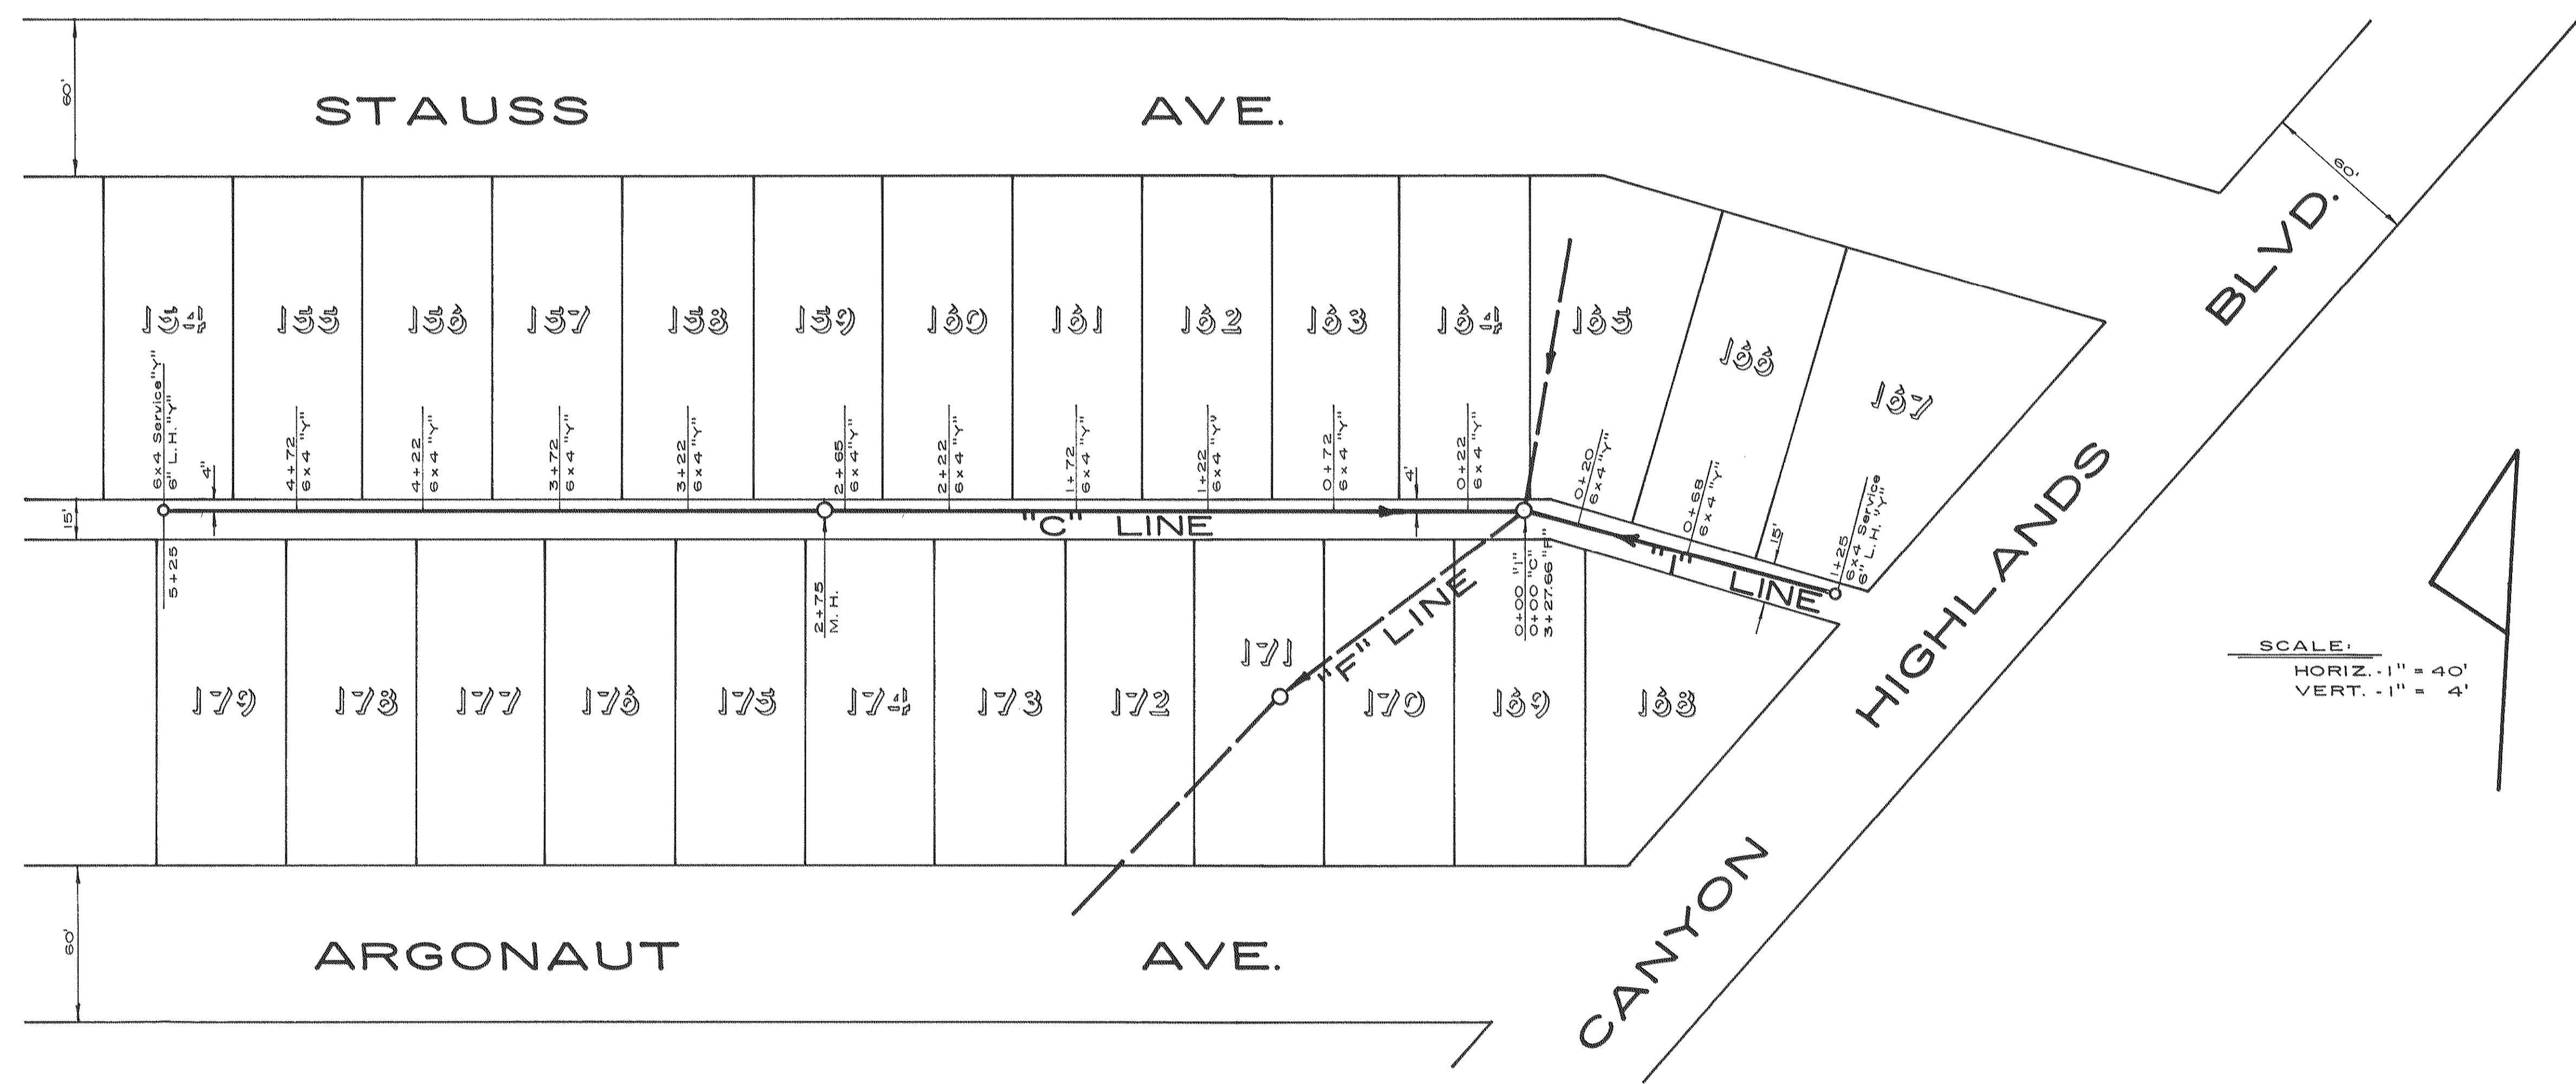 60'
STAUSS AVE.
60'
BLVD.
154
155
156
157
158
159
160
161
162
163
164
165
166
167
6x4 Service "Y"
6" L.H. "Y"
4"
4+72
6x4 "Y"
4+22
6x4 "Y"
3+72
6x4 "Y"
3+22
6x4 "Y"
2+65
6x4 "Y"
2+22
6x4 "Y"
1+72
6x4 "Y"
1+22
6x4 "Y"
0+72
6x4 "Y"
4'
0+22
6x4 "Y"
0+20
6x4 "Y"
0+68
6x4 "Y"
15'
1+25
6x4 Service
6" L.H. "Y"
15'
"C" LINE
"I" LINE
HIGHLANDS
5+25
2+75
M. H.
0+00 "I"
0+00 "C"
3+27.66 "F"
"F" LINE
SCALE:
HORIZ. - 1" = 40'
VERT. - 1" = 4'
179
178
177
176
175
174
173
172
171
170
169
168
CANYON
60'
ARGONAUT AVE.